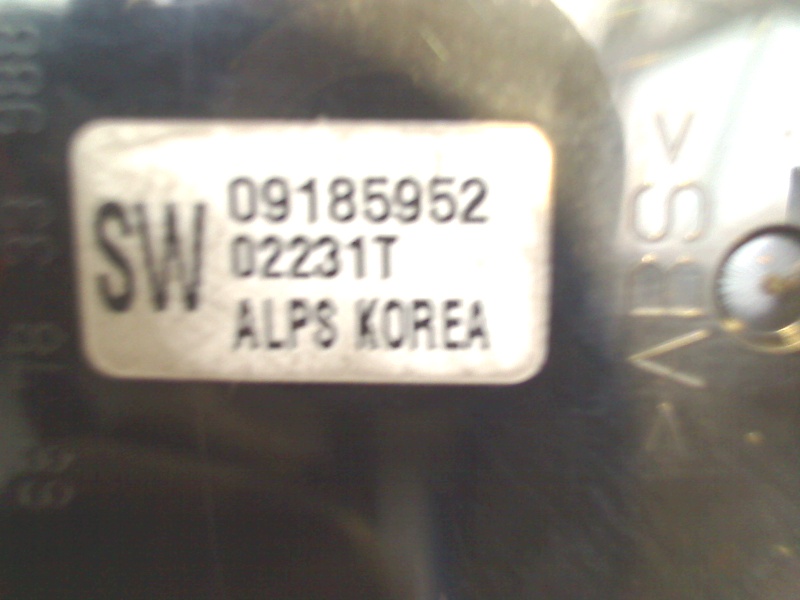 SW
09185952
02231T
ALPS KOREA
>ABS<